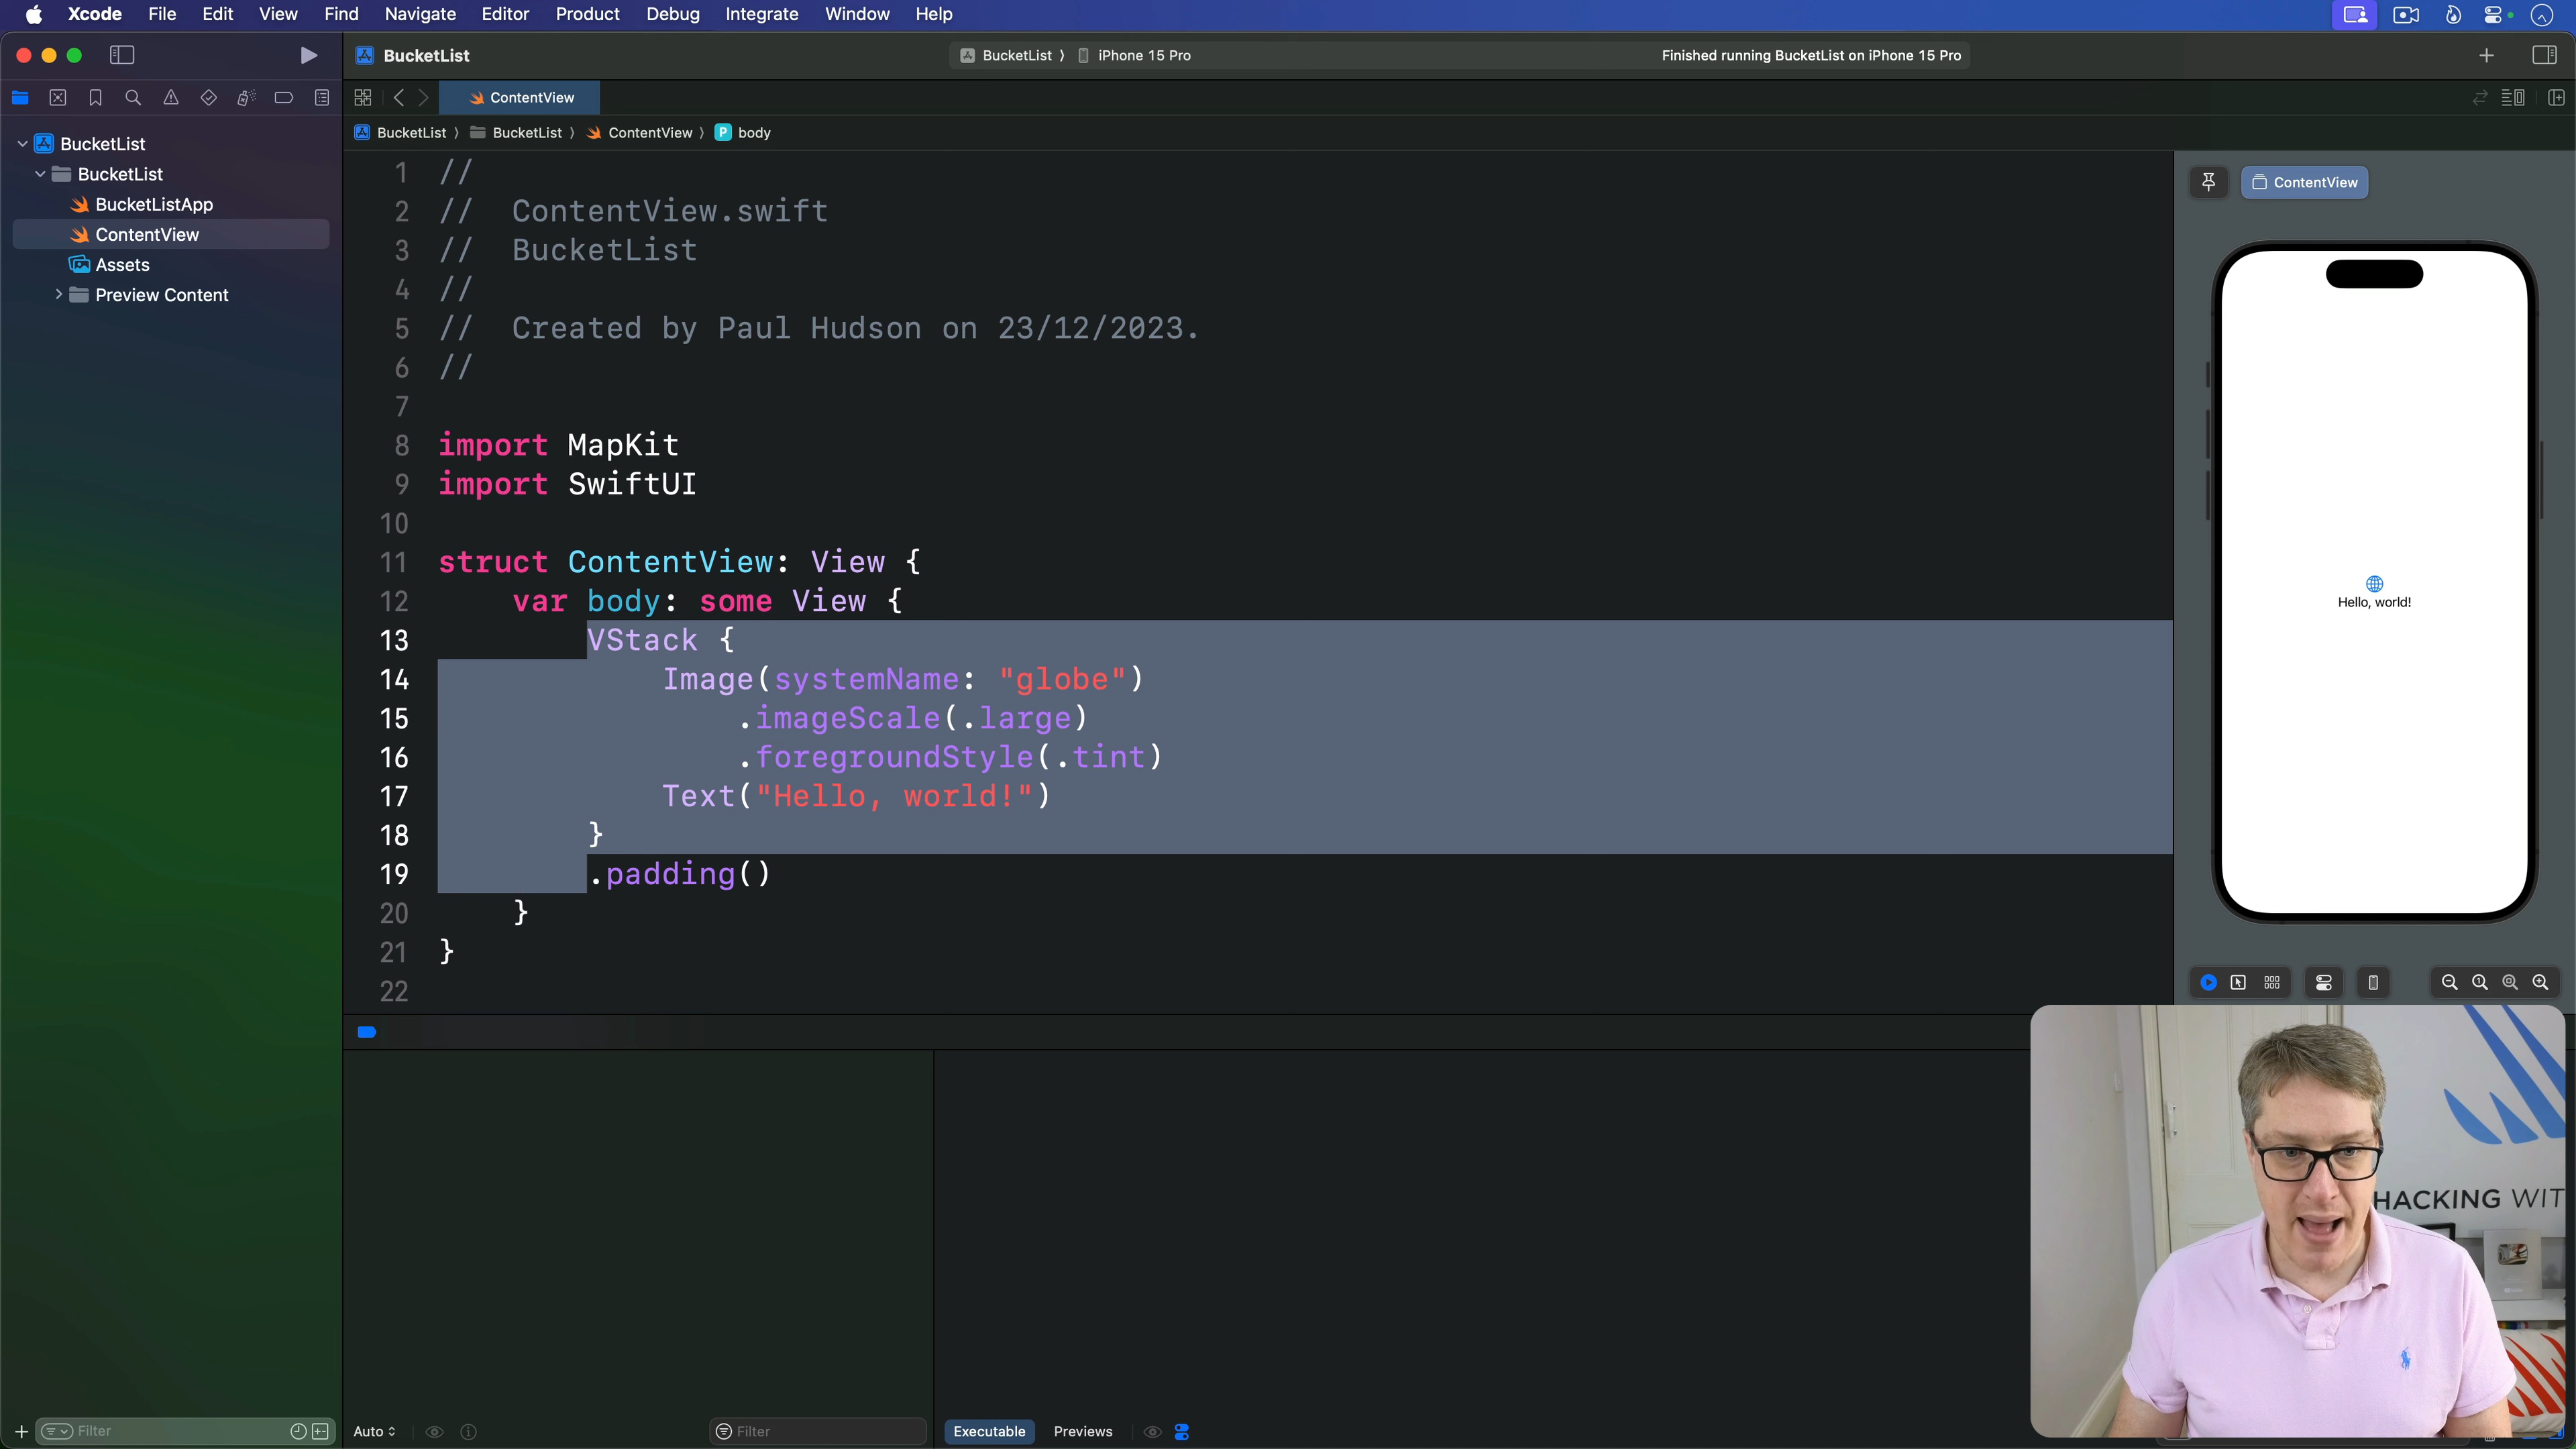 Xcode File Edit View Find Navigate Editor Product Debug Integrate Window Help
BucketList
BucketList ⟩ iPhone 15 Pro
Finished running BucketList on iPhone 15 Pro
ContentView
BucketList ⟩ BucketList ⟩ ContentView ⟩ P body
BucketList
BucketList
BucketListApp
ContentView
Assets
Preview Content
1 //
2 //  ContentView.swift
3 //  BucketList
4 //
5 //  Created by Paul Hudson on 23/12/2023.
6 //
7
8 import MapKit
9 import SwiftUI
10
11 struct ContentView: View {
12     var body: some View {
13         VStack {
14             Image(systemName: "globe")
15                 .imageScale(.large)
16                 .foregroundStyle(.tint)
17             Text("Hello, world!")
18         }
19         .padding()
20     }
21 }
22
ContentView
Hello, world!
HACKING WIT
Filter
Auto
Filter
Executable Previews